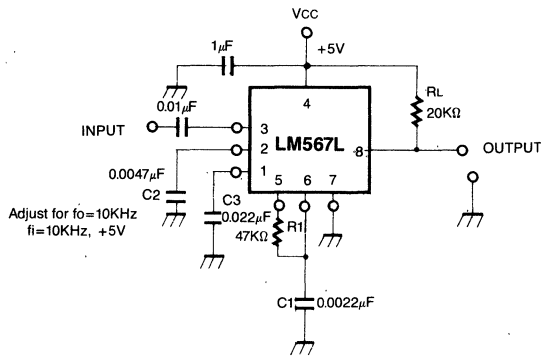 VCC
+5V
1μF
4
RL
20KΩ
0.01μF
INPUT
3
LM567L
8
OUTPUT
2
1
0.0047μF
C2
5 6 7
C3
0.022μF
R1
47KΩ
Adjust for fo=10KHz
fi=10KHz, +5V
C1 0.0022μF